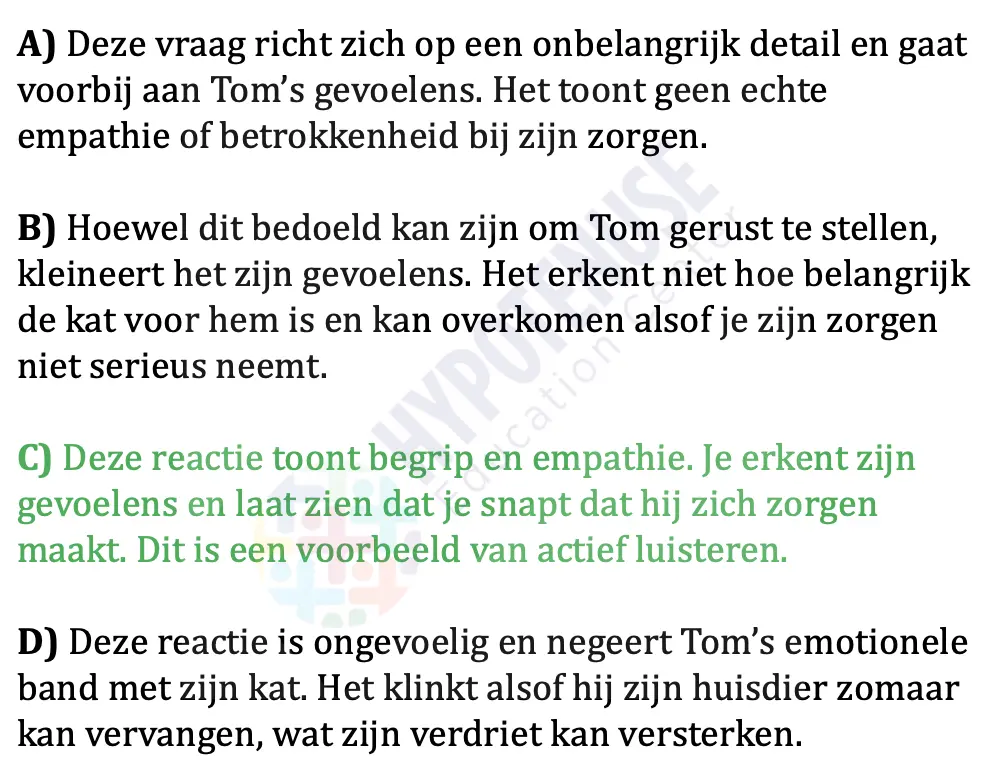 A) Deze vraag richt zich op een onbelangrijk detail en gaat
voorbij aan Tom’s gevoelens. Het toont geen echte
empathie of betrokkenheid bij zijn zorgen.
B) Hoewel dit bedoeld kan zijn om Tom gerust te stellen,
kleineert het zijn gevoelens. Het erkent niet hoe belangrijk
de kat voor hem is en kan overkomen alsof je zijn zorgen
niet serieus neemt.
C) Deze reactie toont begrip en empathie. Je erkent zijn
gevoelens en laat zien dat je snapt dat hij zich zorgen
maakt. Dit is een voorbeeld van actief luisteren.
D) Deze reactie is ongevoelig en negeert Tom’s emotionele
band met zijn kat. Het klinkt alsof hij zijn huisdier zomaar
kan vervangen, wat zijn verdriet kan versterken.
HYPOTENUSE
Education Center